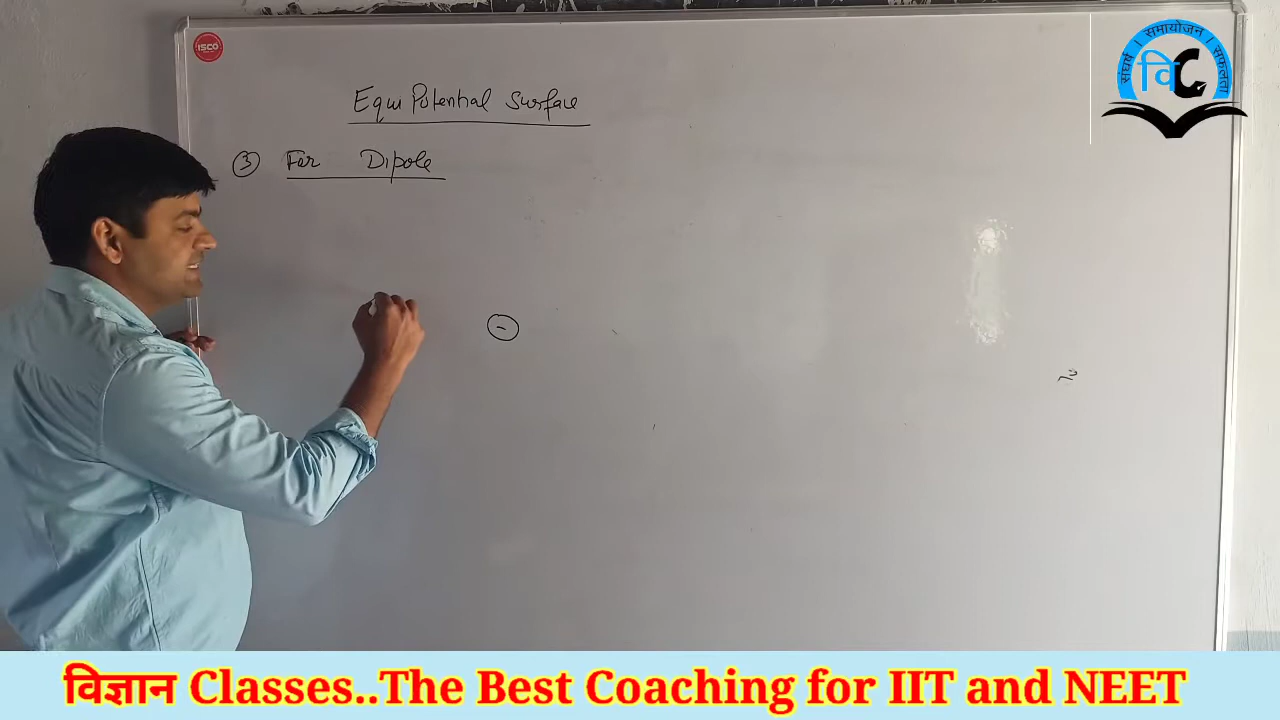 ISCO
संघर्ष । समायोजन । सफलता
वि
Equi Potential Surface
③ For Dipole
-
विज्ञान Classes..The Best Coaching for IIT and NEET